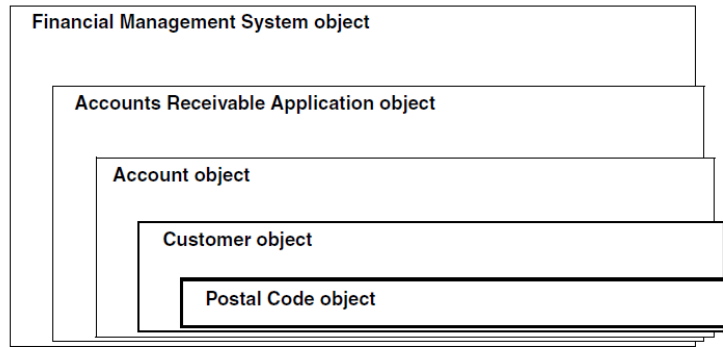 Financial Management System object
Accounts Receivable Application object
Account object
Customer object
Postal Code object